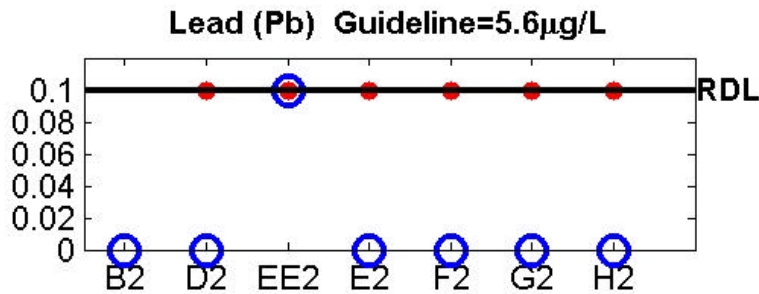 Lead (Pb) Guideline=5.6μg/L
0.1
RDL
0.08
0.06
0.04
0.02
0
B2 D2 EE2 E2 F2 G2 H2